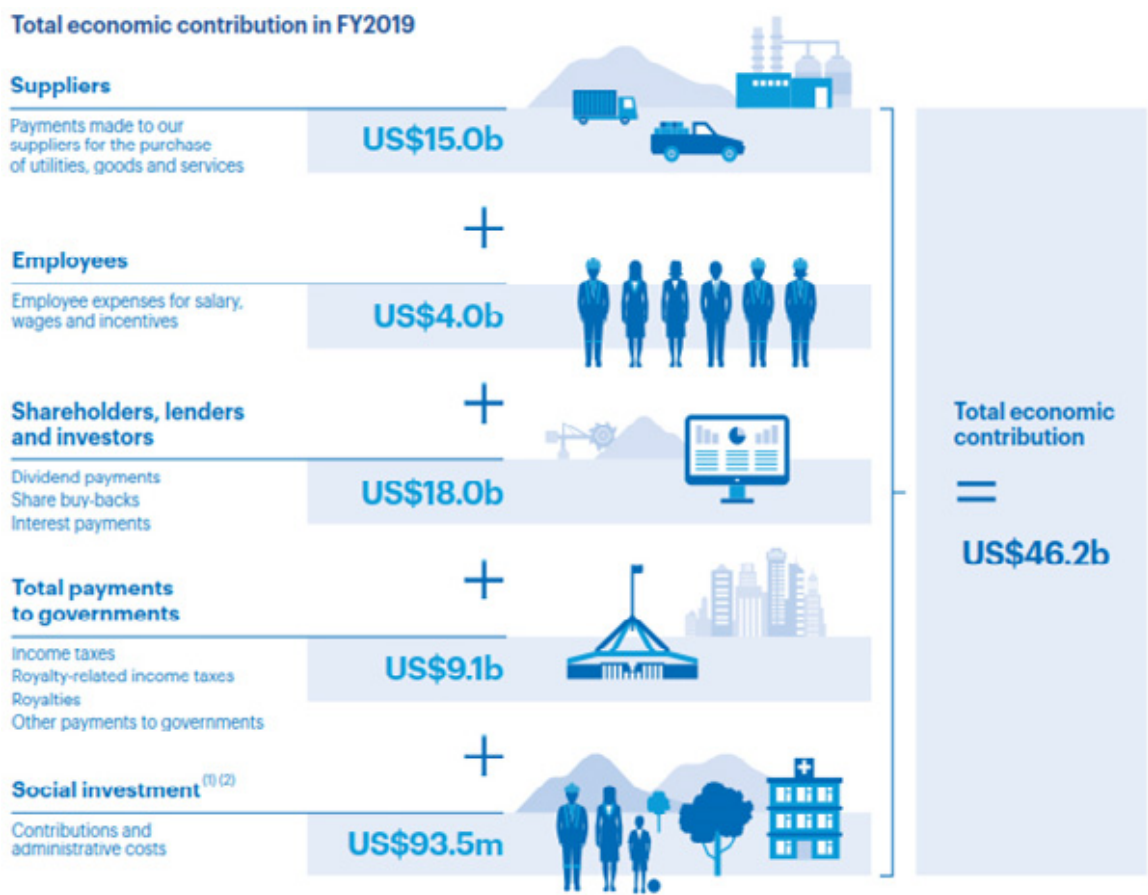 Total economic contribution in FY2019
Suppliers
Payments made to our
suppliers for the purchase
of utilities, goods and services
US$15.0b
+
Employees
Employee expenses for salary,
wages and incentives
US$4.0b
+
Shareholders, lenders
and investors
Dividend payments
Share buy-backs
Interest payments
US$18.0b
+
Total payments
to governments
Income taxes
Royalty-related income taxes
Royalties
Other payments to governments
US$9.1b
+
Social investment (1) (2)
Contributions and
administrative costs
US$93.5m
Total economic
contribution
=
US$46.2b